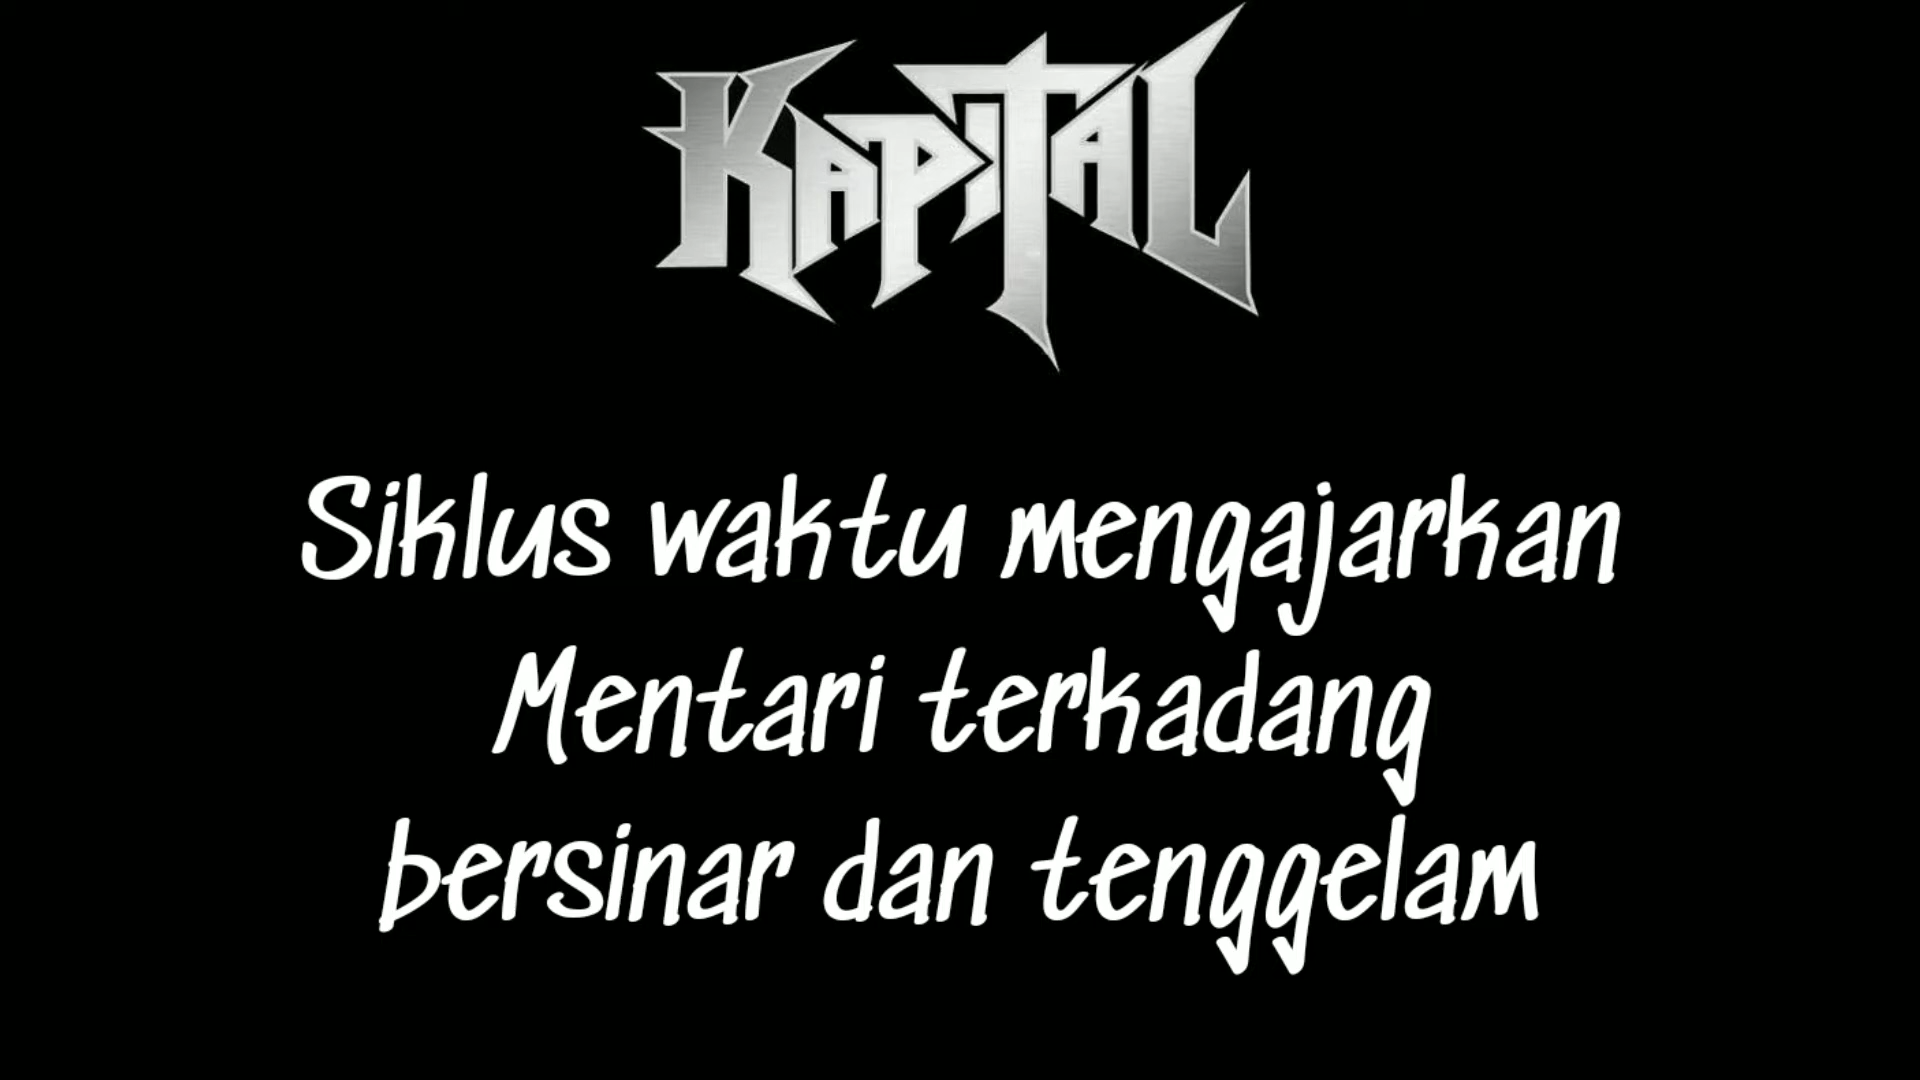 KAPITAL
Siklus waktu mengajarkan
Mentari terkadang
bersinar dan tenggelam